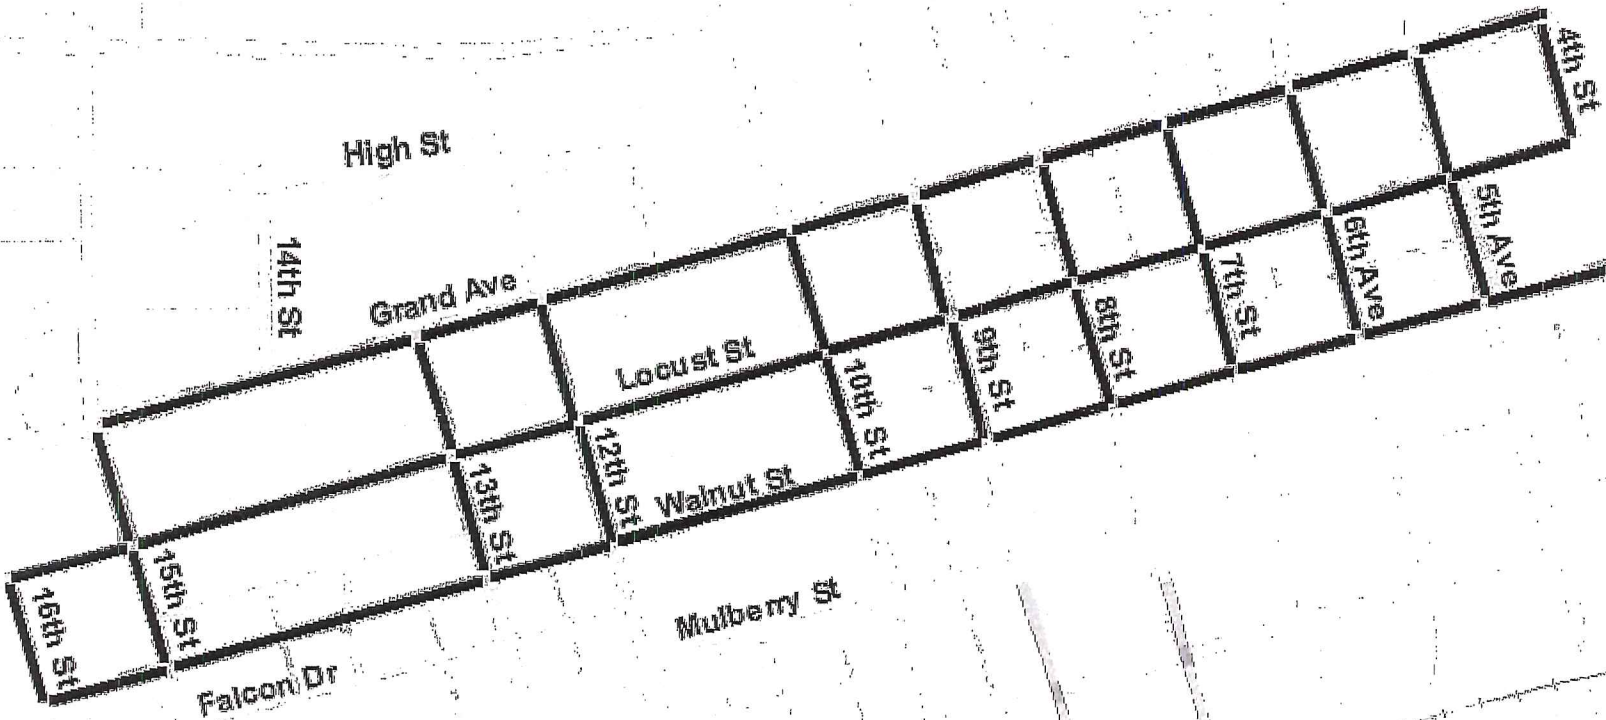 4th St
High St
14th St
Grand Ave
5th Ave
6th Ave
7th St
8th St
9th St
Locust St
10th St
12th St
Walnut St
13th St
15th St
16th St
Mulberry St
Falcon Dr